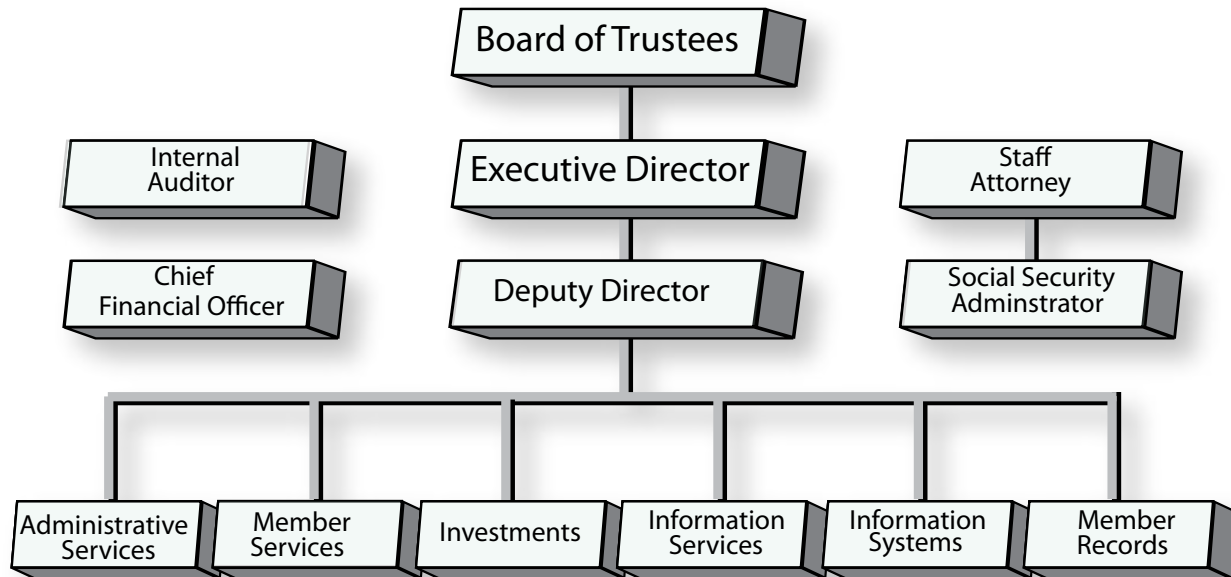 Board of Trustees
Internal
Auditor
Executive Director
Staff
Attorney
Chief
Financial Officer
Deputy Director
Social Security
Adminstrator
Administrative
Services
Member
Services
Investments
Information
Services
Information
Systems
Member
Records